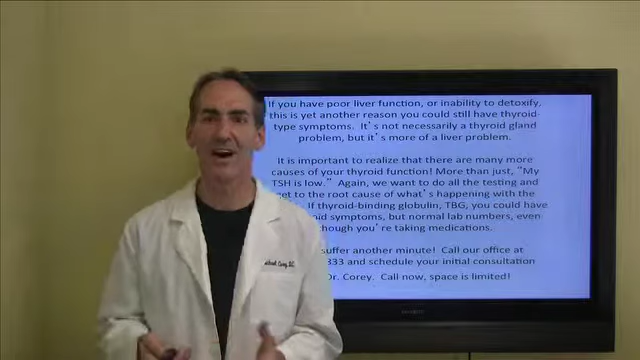 If you have poor liver function, or inability to detoxify,
this is yet another reason you could still have thyroid-
type symptoms. It's not necessarily a thyroid gland
problem, but it's more of a liver problem.
It is important to realize that there are many more
causes of your thyroid function! More than just, "My
TSH is low." Again, we want to do all the testing and
get to the root cause of what's happening with the
If thyroid-binding globulin, TBG, you could have
symptoms, but normal lab numbers, even
though you're taking medications.
suffer another minute! Call our office at
333 and schedule your initial consultation
Dr. Corey. Call now, space is limited!
Corey, D.C.